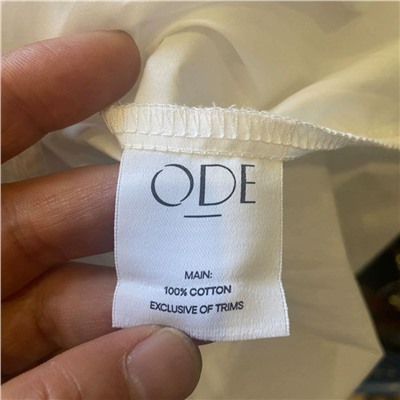 ODE
MAIN:
100% COTTON
EXCLUSIVE OF TRIMS